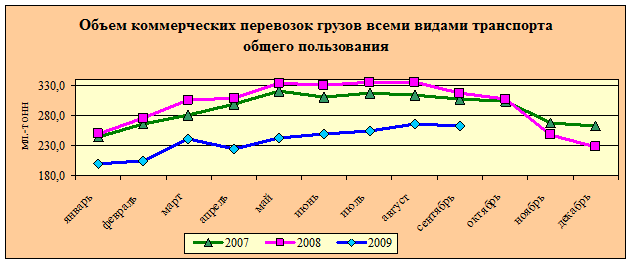 Объем коммерческих перевозок грузов всеми видами транспорта
общего пользования
мл.-тонн
330,0
280,0
230,0
180,0
январь
февраль
март
апрель
май
июнь
июль
август
сентябрь
октябрь
ноябрь
декабрь
2007
2008
2009